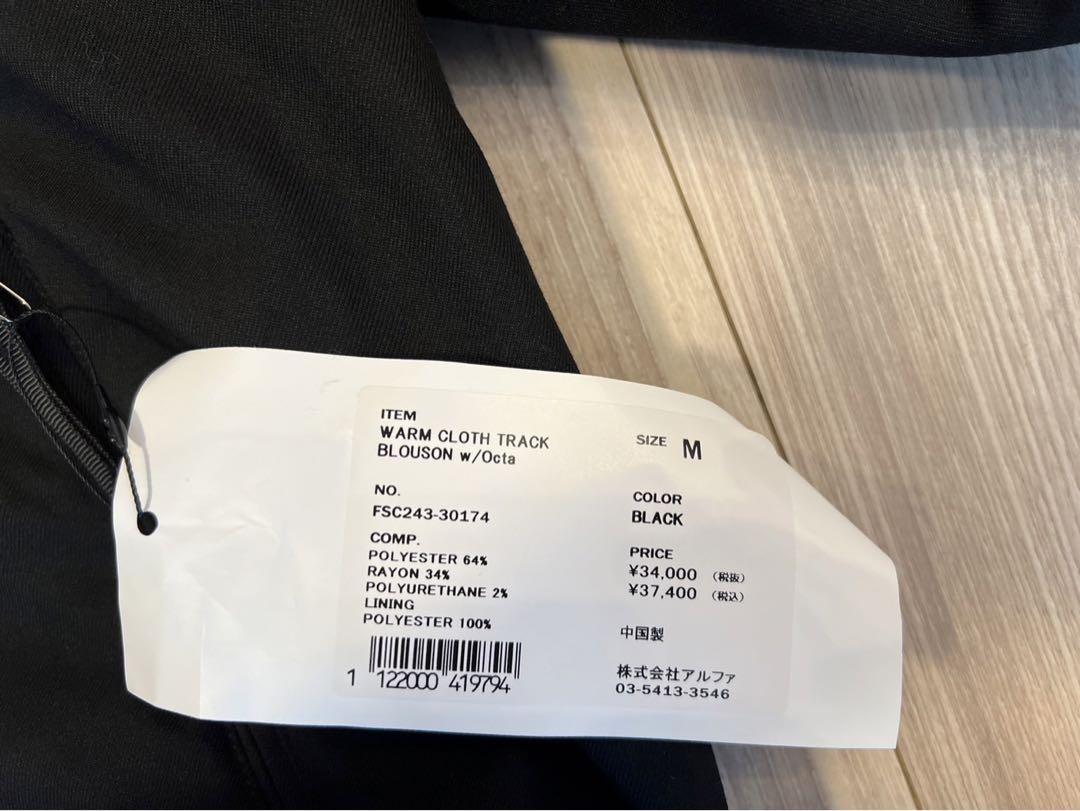 ITEM
WARM CLOTH TRACK
BLOUSON w/Octa
SIZE M
NO.
FSC243-30174
COLOR
BLACK
COMP.
POLYESTER 64%
RAYON 34%
POLYURETHANE 2%
LINING
POLYESTER 100%
PRICE
¥34,000 (税抜)
¥37,400 (税込)
中国製
株式会社アルファ
03-5413-3546
1 122000 419794